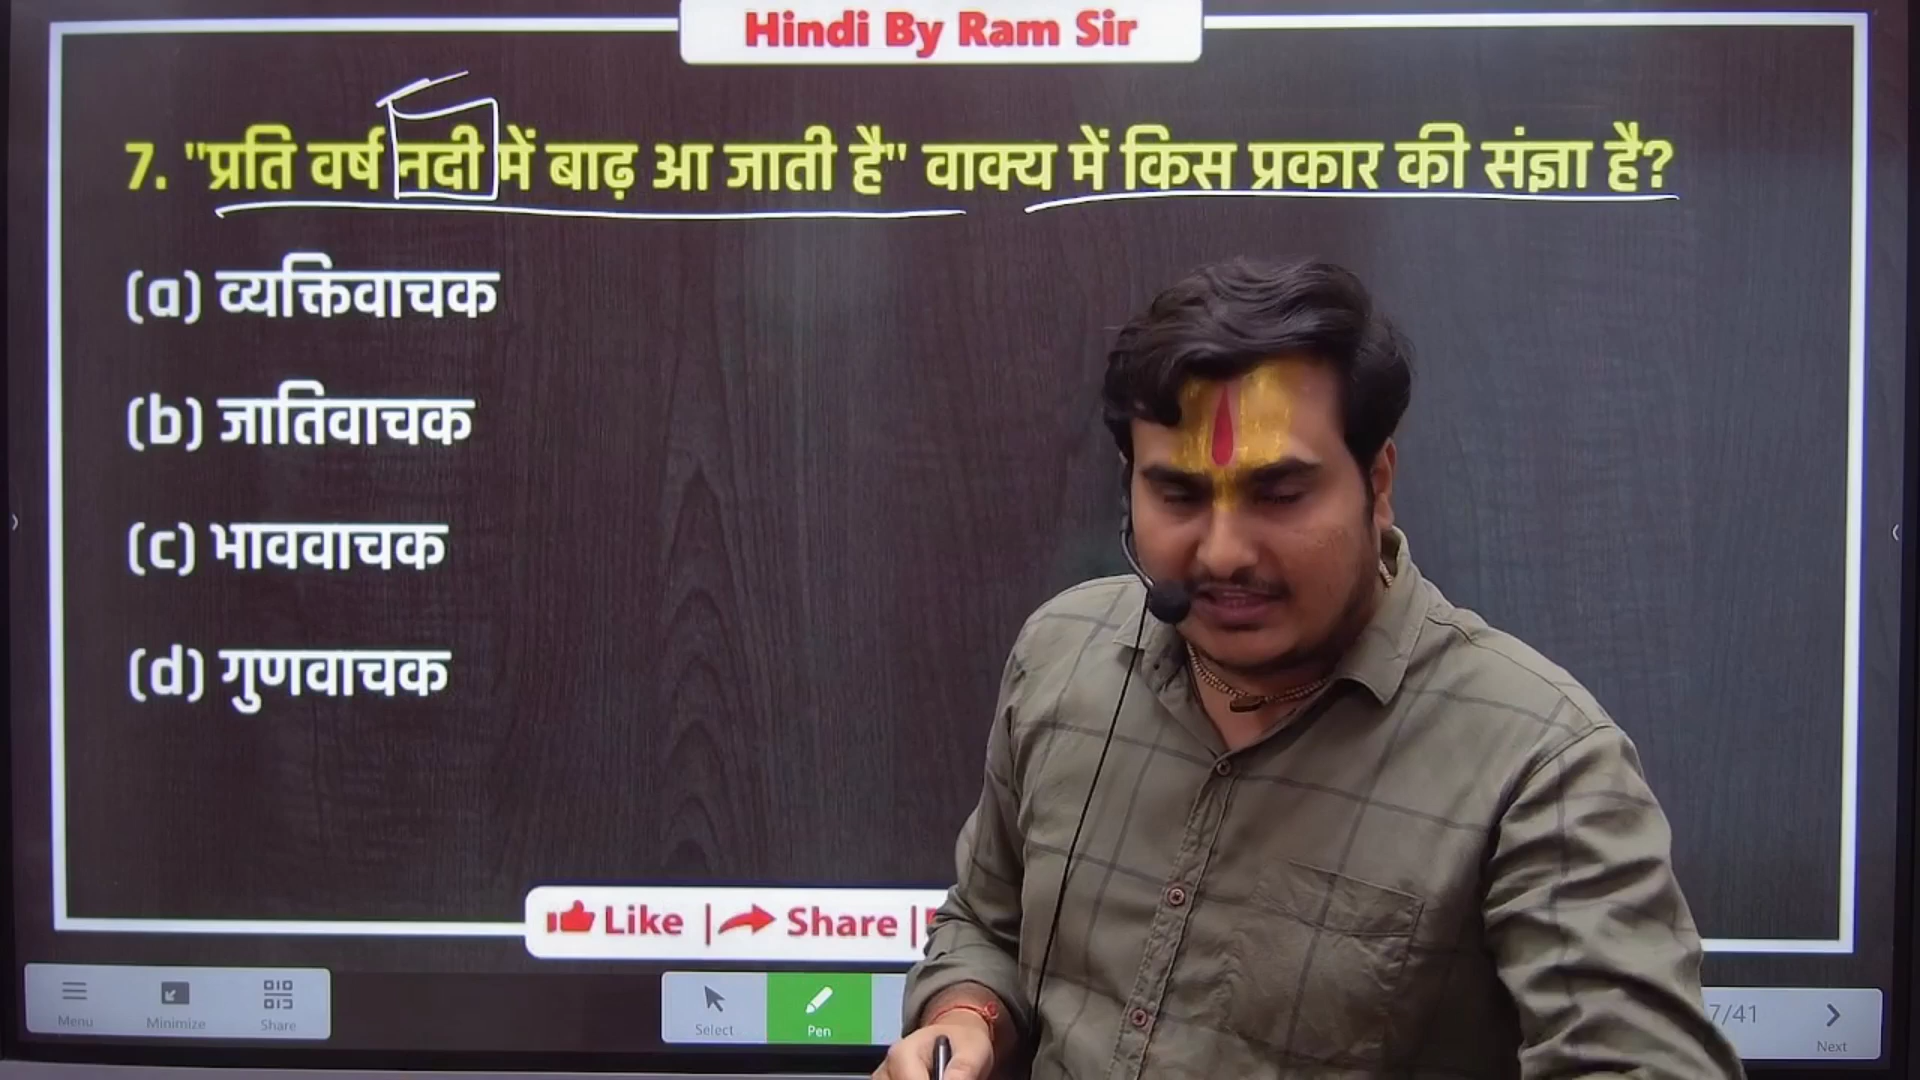 Hindi By Ram Sir
7. "प्रति वर्ष नदी में बाढ़ आ जाती है" वाक्य में किस प्रकार की संज्ञा है?
(a) व्यक्तिवाचक
(b) जातिवाचक
(c) भाववाचक
(d) गुणवाचक
Like | Share |
Menu Minimize Share Select Pen 7/41 Next